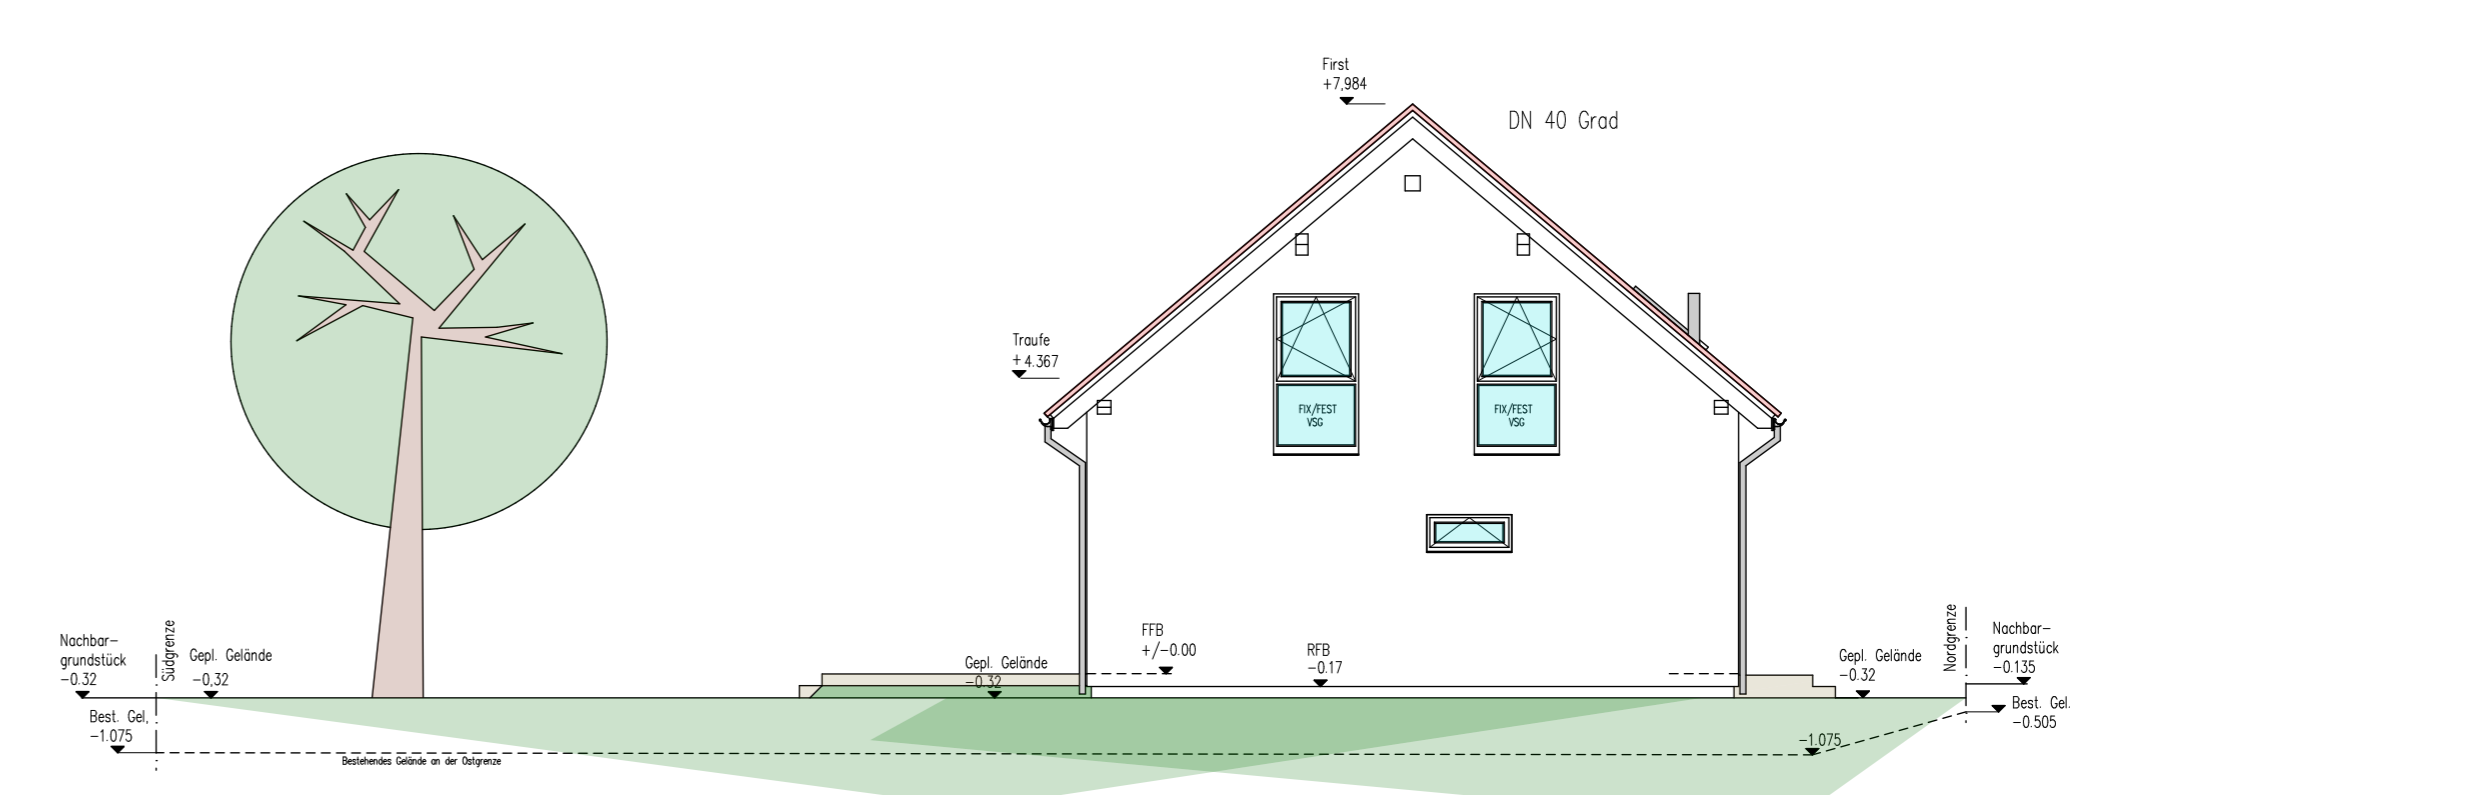 First
+7,984
DN 40 Grad
Traufe
+4.367
FIX/FEST
VSG
FIX/FEST
VSG
Nachbar-
grundstück
-0.32
Südgrenze
Gepl. Gelände
-0,32
Best. Gel,
-1.075
Bestehendes Gelände an der Ostgrenze
Gepl. Gelände
-0.32
FFB
+/-0.00
RFB
-0.17
Gepl. Gelände
-0.32
Nordgrenze
Nachbar-
grundstück
-0.135
Best. Gel.
-0.505
-1.075